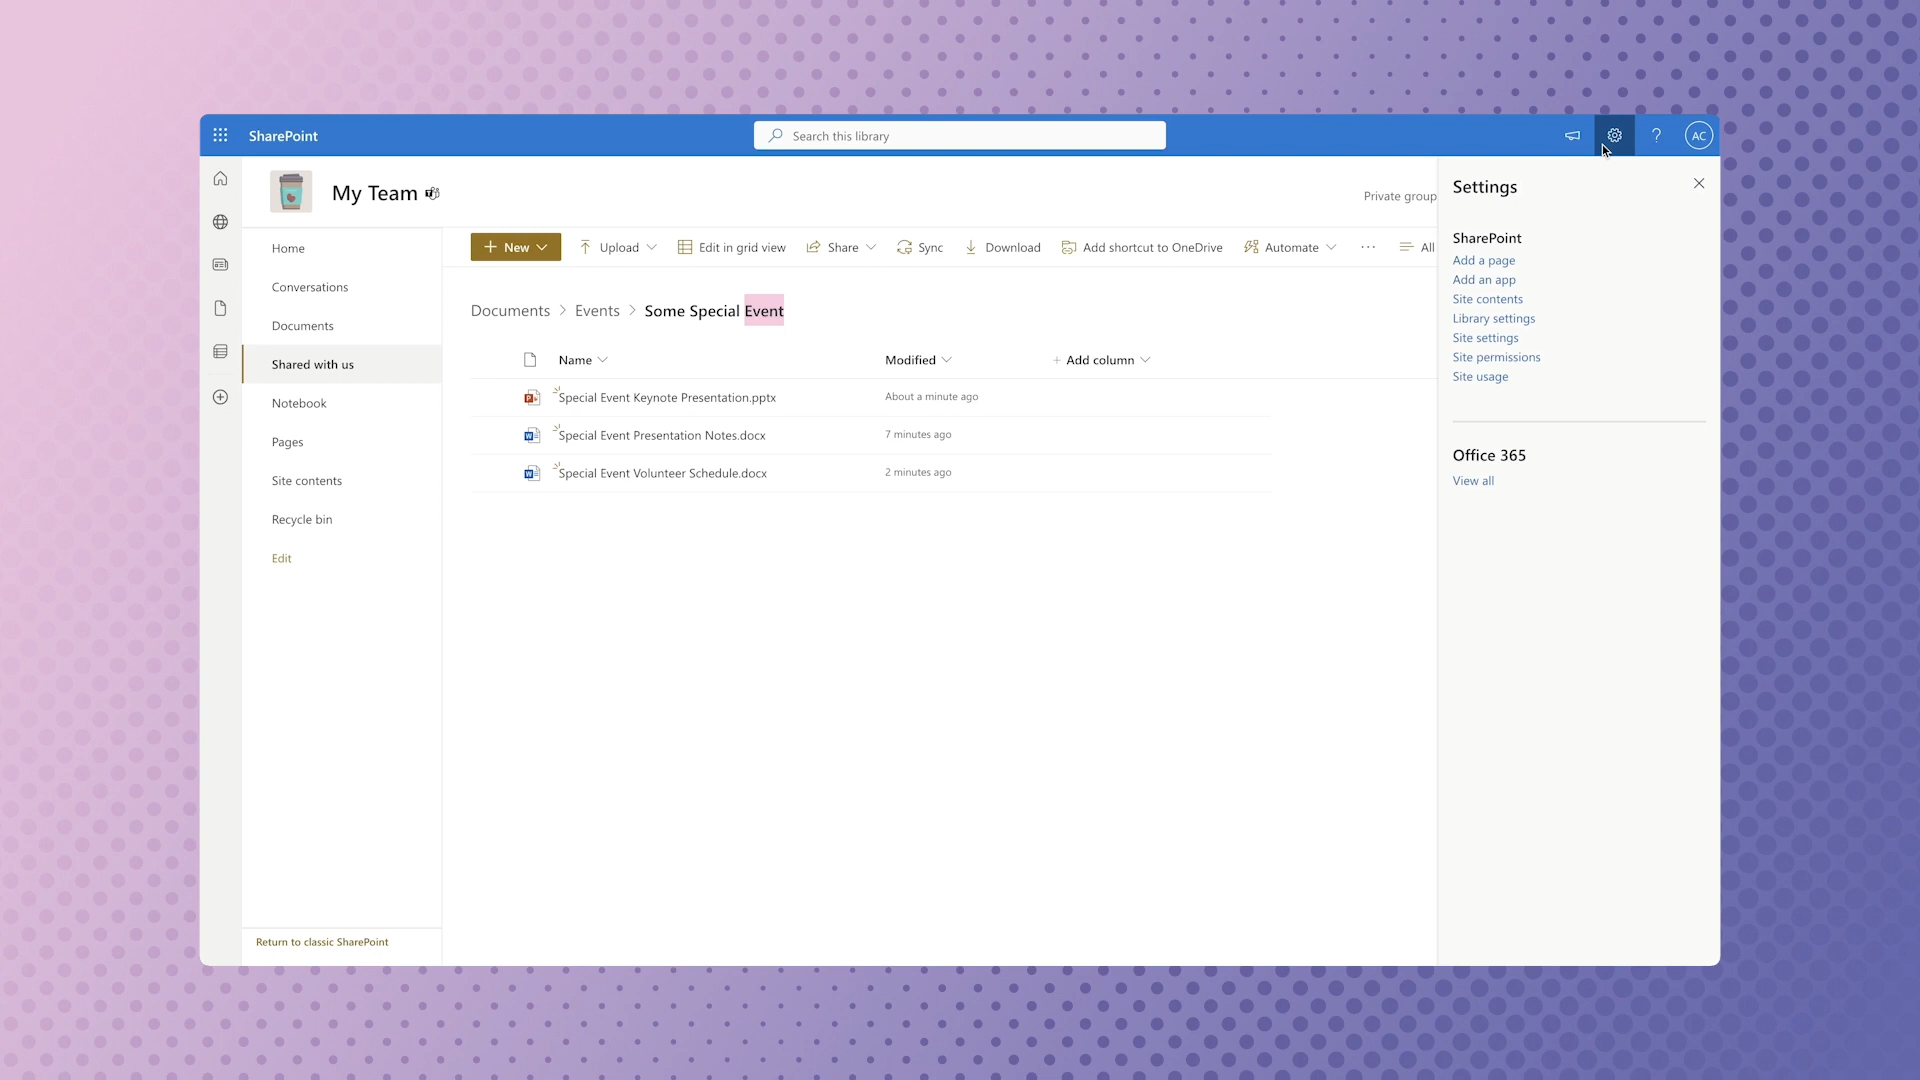 SharePoint
Search this library
? AC
My Team
Private group
Settings
Home
Conversations
Documents
Shared with us
Notebook
Pages
Site contents
Recycle bin
Edit
Return to classic SharePoint
+ New Upload Edit in grid view Share Sync Download Add shortcut to OneDrive Automate ... All
Documents > Events > Some Special Event
Name Modified + Add column
Special Event Keynote Presentation.pptx About a minute ago
Special Event Presentation Notes.docx 7 minutes ago
Special Event Volunteer Schedule.docx 2 minutes ago
SharePoint
Add a page
Add an app
Site contents
Library settings
Site settings
Site permissions
Site usage
Office 365
View all